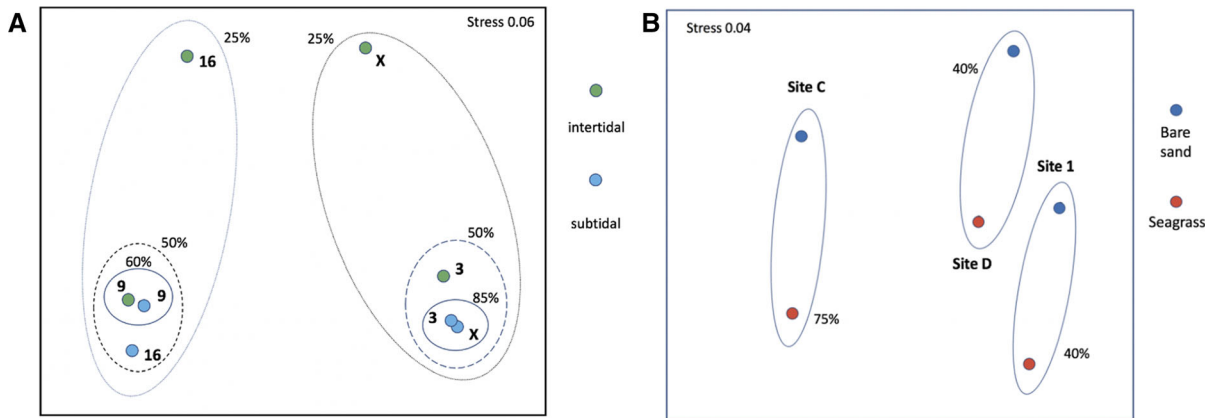 A
Stress 0.06
25%
16
25%
X
intertidal
subtidal
50%
60%
9
9
16
50%
3
85%
3
X
B
Stress 0.04
40%
Site C
Site 1
Site D
75%
40%
Bare
sand
Seagrass